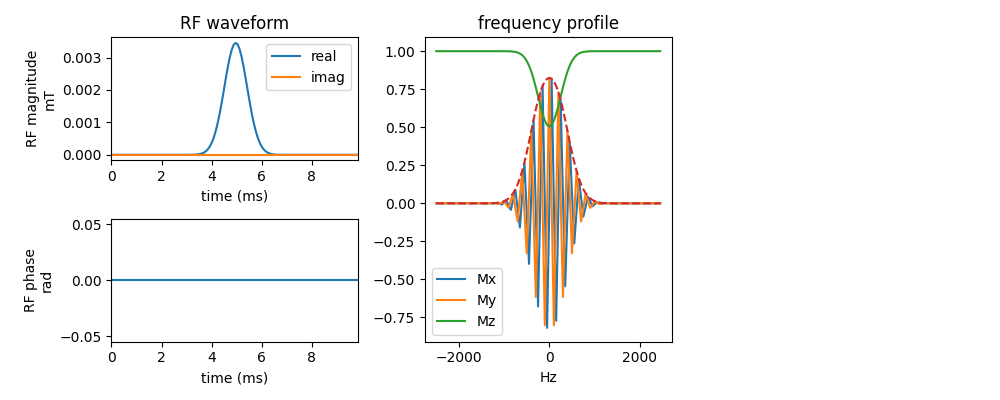 RF waveform
RF magnitude
mT
0.003
0.002
0.001
0.000
real
imag
0 2 4 6 8
time (ms)
RF phase
rad
0.05
0.00
−0.05
0 2 4 6 8
time (ms)
frequency profile
1.00
0.75
0.50
0.25
0.00
−0.25
−0.50
−0.75
Mx
My
Mz
−2000 0 2000
Hz